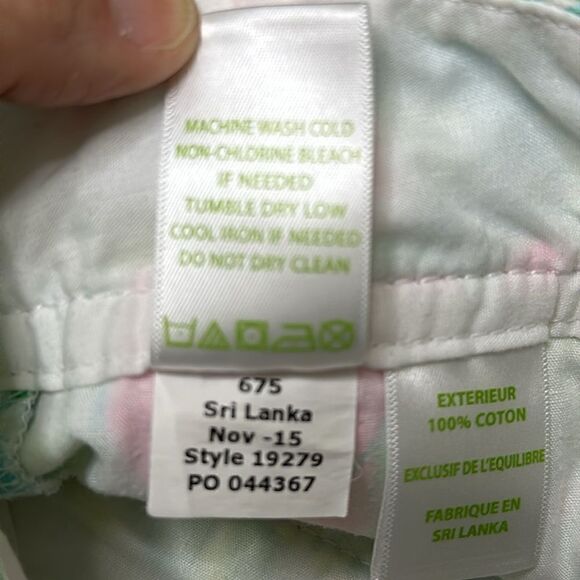 MACHINE WASH COLD
NON-CHLORINE BLEACH
IF NEEDED
TUMBLE DRY LOW
COOL IRON IF NEEDED
DO NOT DRY CLEAN
675
Sri Lanka
Nov -15
Style 19279
PO 044367
EXTERIEUR
100% COTON
EXCLUSIF DE L'EQUILIBRE
FABRIQUE EN
SRI LANKA